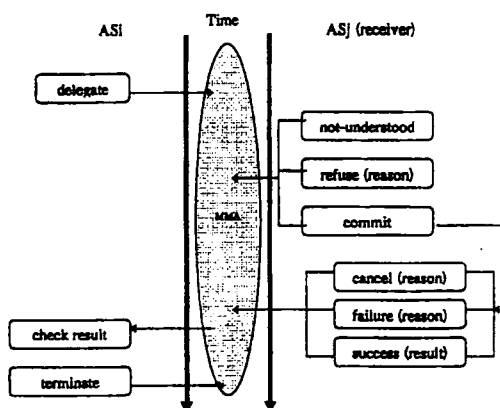 ASi
Time
ASj (receiver)
delegate
not-understood
refuse (reason)
MMA
commit
cancel (reason)
failure (reason)
check result
success (result)
terminate